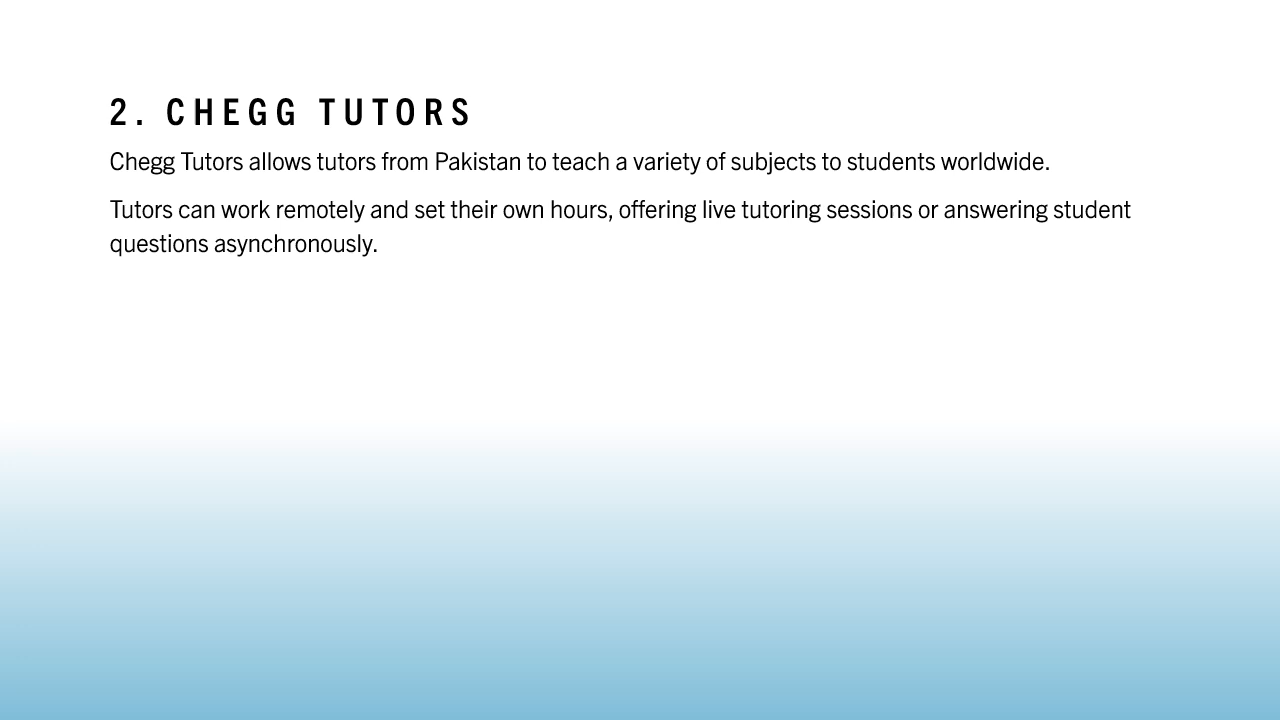 2. CHEGG TUTORS
Chegg Tutors allows tutors from Pakistan to teach a variety of subjects to students worldwide.
Tutors can work remotely and set their own hours, offering live tutoring sessions or answering student
questions asynchronously.